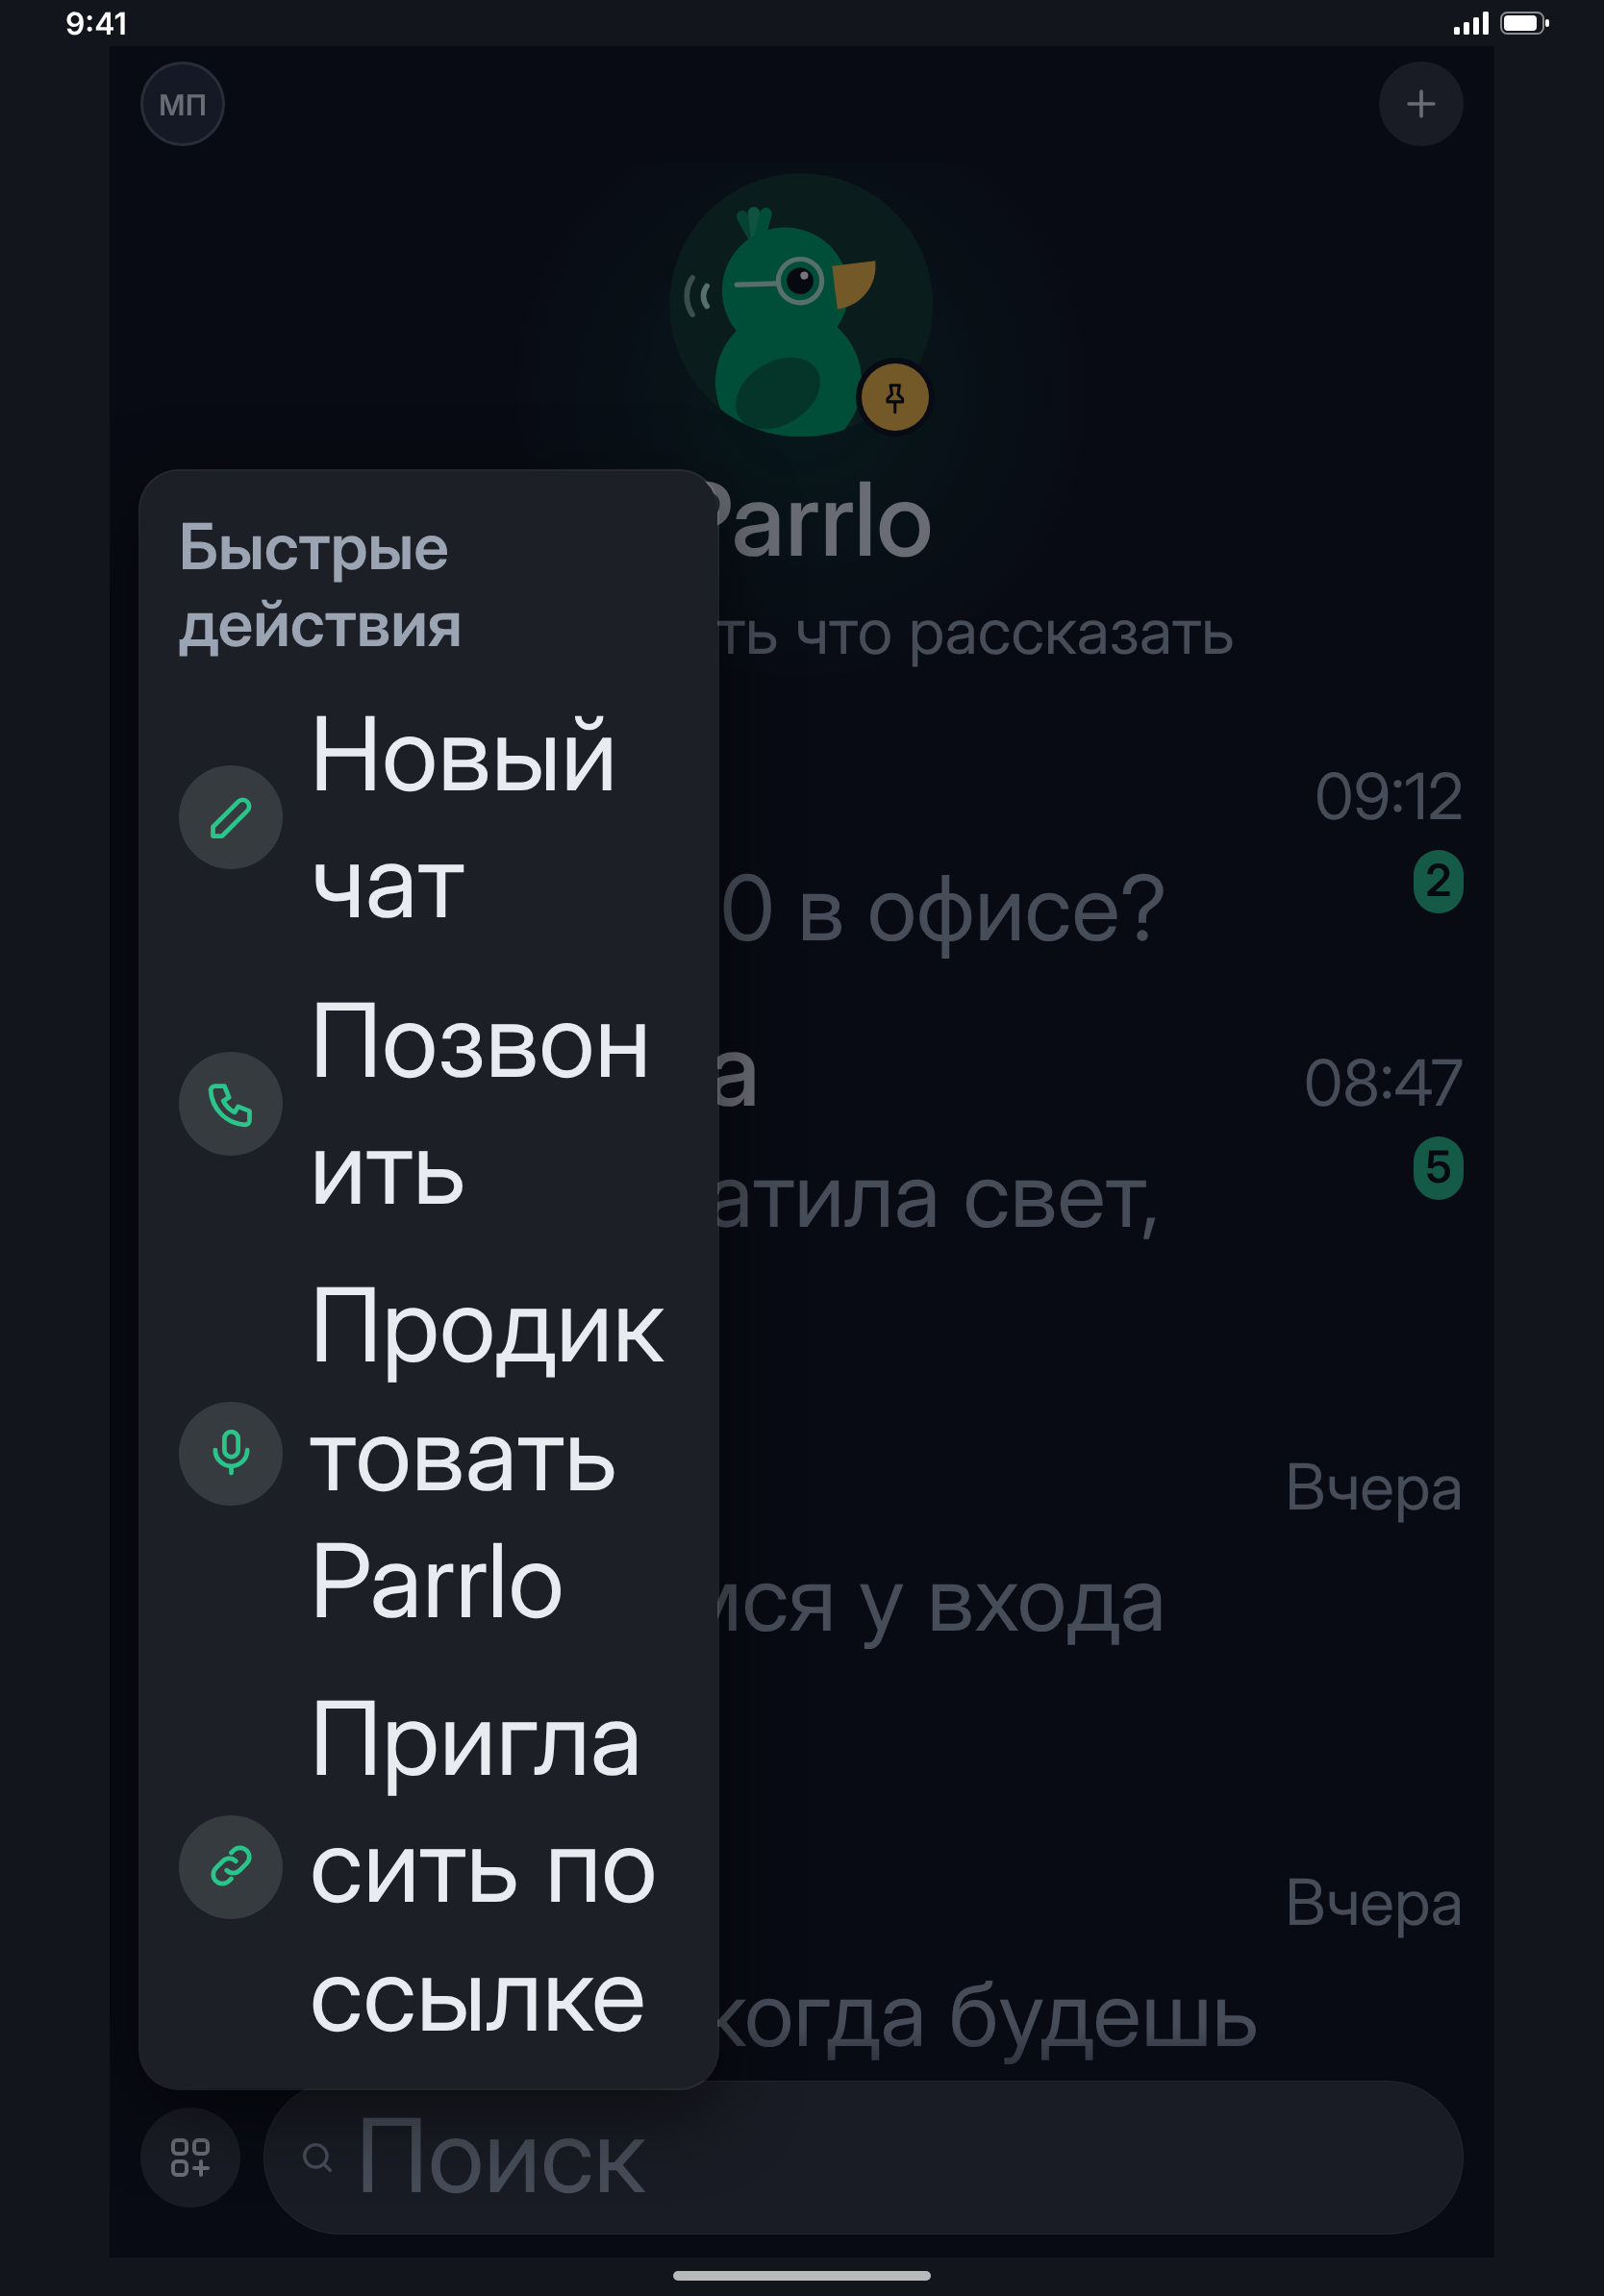 9:41
МП
Parrlo
ть что рассказать
Быстрые
действия
Новый
чат
09:12
2
0 в офисе?
Позвон
ить
а
08:47
5
атила свет,
Продик
товать
Parrlo
Вчера
ся у входа
Пригла
сить по
ссылке
Вчера
когда будешь
Поиск